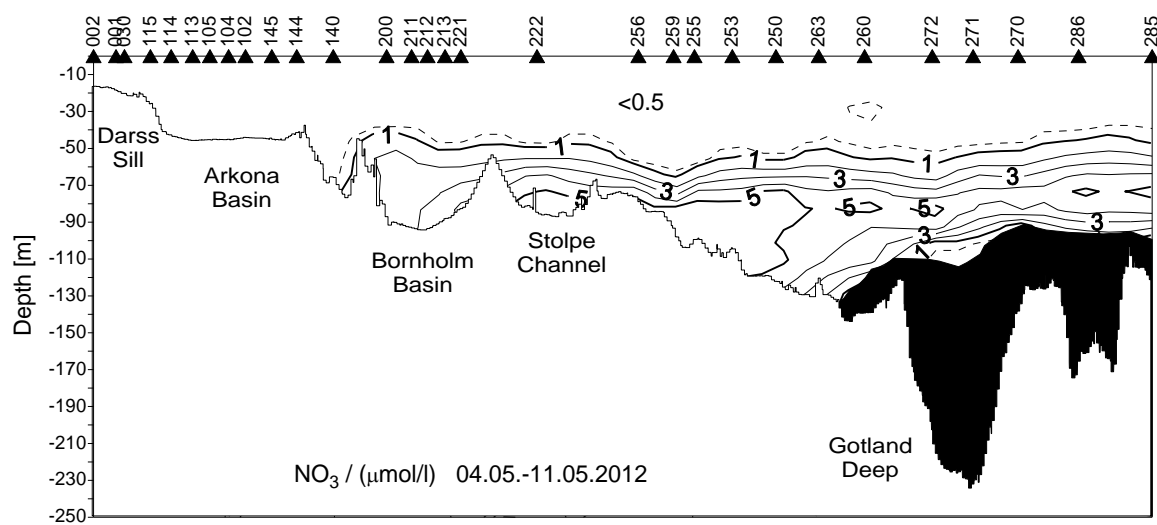 002 001 030 115 114 113 105 104 102 145 144 140 200 211 212 213 221 222 256 259 255 253 250 263 260 272 271 270 286 285
-10
-30
-50
-70
-90
-110
-130
-150
-170
-190
-210
-230
-250
Depth [m]
<0.5
Darss
Sill
Arkona
Basin
Bornholm
Basin
Stolpe
Channel
Gotland
Deep
1
1
1
1
3
3
3
3
5
5
5
5
1
NO3 / (μmol/l) 04.05.-11.05.2012